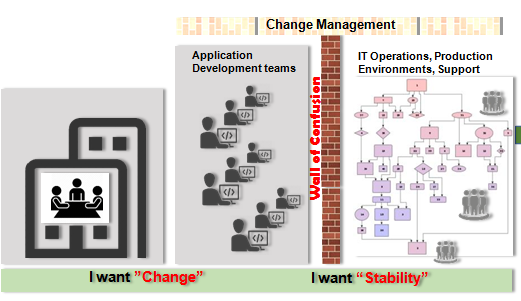 Change Management
Application
Development teams
Wall of Confusion
IT Operations, Production
Environments, Support
I want ”Change”
I want “Stability”